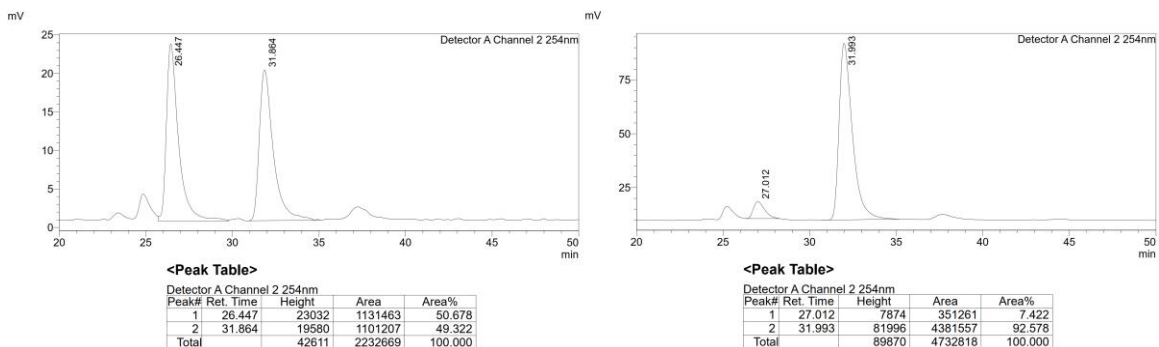 mV
Detector A Channel 2 254nm
26.447
31.864
25
20
15
10
5
0
20 25 30 35 40 45 50
min
<Peak Table>
Detector A Channel 2 254nm
Peak# Ret. Time Height Area Area%
1 26.447 23032 1131463 50.678
2 31.864 19580 1101207 49.322
Total 42611 2232669 100.000
mV
Detector A Channel 2 254nm
27.012
31.993
75
50
25
20 25 30 35 40 45 50
min
<Peak Table>
Detector A Channel 2 254nm
Peak# Ret. Time Height Area Area%
1 27.012 7874 351261 7.422
2 31.993 81996 4381557 92.578
Total 89870 4732818 100.000